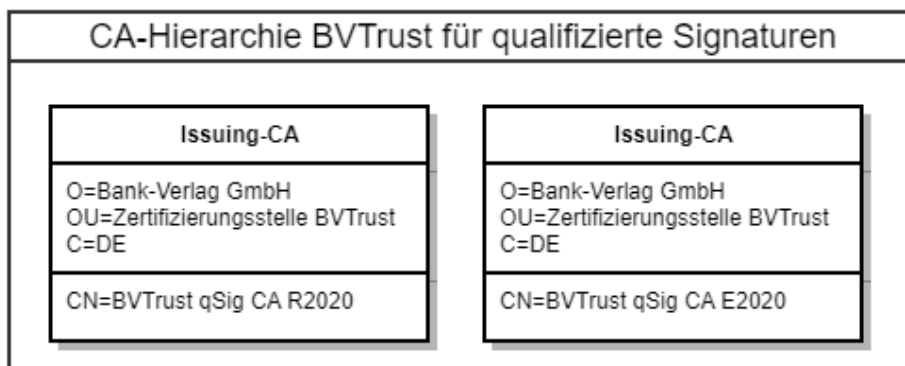 CA-Hierarchie BVTrust für qualifizierte Signaturen
Issuing-CA
O=Bank-Verlag GmbH
OU=Zertifizierungsstelle BVTrust
C=DE
CN=BVTrust qSig CA R2020
Issuing-CA
O=Bank-Verlag GmbH
OU=Zertifizierungsstelle BVTrust
C=DE
CN=BVTrust qSig CA E2020